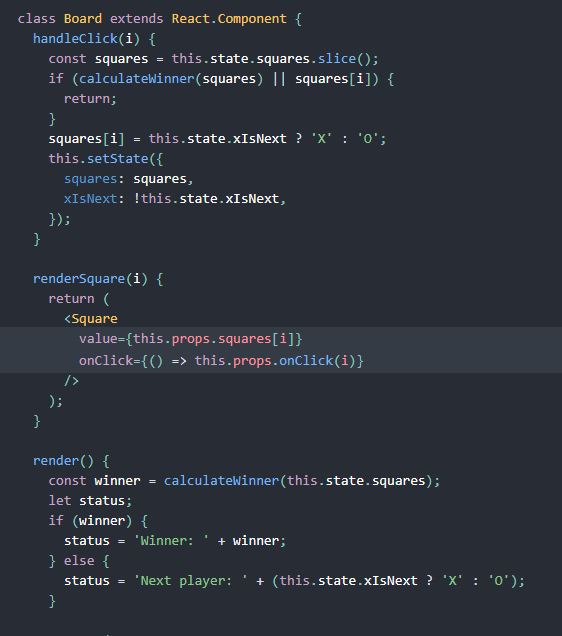 class Board extends React.Component {
  handleClick(i) {
    const squares = this.state.squares.slice();
    if (calculateWinner(squares) || squares[i]) {
      return;
    }
    squares[i] = this.state.xIsNext ? 'X' : 'O';
    this.setState({
      squares: squares,
      xIsNext: !this.state.xIsNext,
    });
  }

  renderSquare(i) {
    return (
      <Square
        value={this.props.squares[i]}
        onClick={() => this.props.onClick(i)}
      />
    );
  }

  render() {
    const winner = calculateWinner(this.state.squares);
    let status;
    if (winner) {
      status = 'Winner: ' + winner;
    } else {
      status = 'Next player: ' + (this.state.xIsNext ? 'X' : 'O');
    }